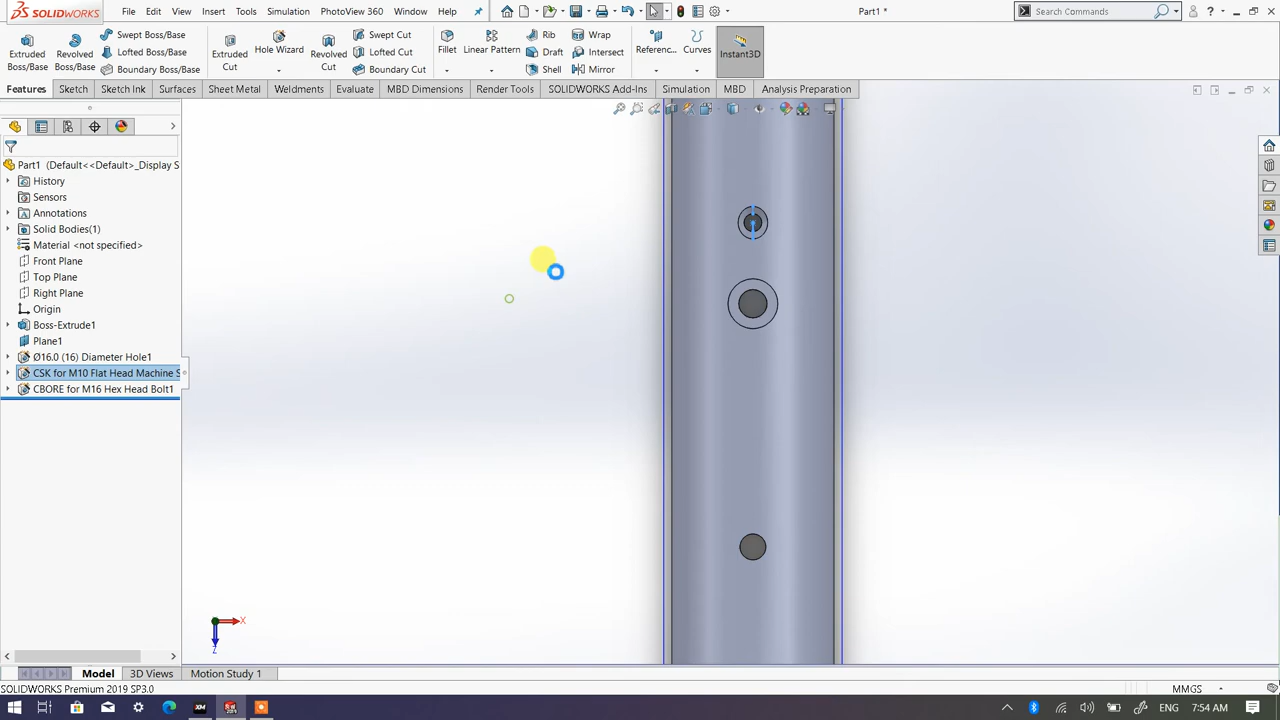 SOLIDWORKS File Edit View Insert Tools Simulation PhotoView 360 Window Help Part1 * Search Commands
Extruded Boss/Base
Revolved Boss/Base
Swept Boss/Base
Lofted Boss/Base
Boundary Boss/Base
Extruded Cut
Hole Wizard
Revolved Cut
Swept Cut
Lofted Cut
Boundary Cut
Fillet
Linear Pattern
Rib
Draft
Shell
Wrap
Intersect
Mirror
Referenc...
Curves
Instant3D
Features Sketch Sketch Ink Surfaces Sheet Metal Weldments Evaluate MBD Dimensions Render Tools SOLIDWORKS Add-Ins Simulation MBD Analysis Preparation
Part1 (Default<<Default>_Display S
History
Sensors
Annotations
Solid Bodies(1)
Material <not specified>
Front Plane
Top Plane
Right Plane
Origin
Boss-Extrude1
Plane1
Ø16.0 (16) Diameter Hole1
CSK for M10 Flat Head Machine S
CBORE for M16 Hex Head Bolt1
X
Z
Model 3D Views Motion Study 1
SOLIDWORKS Premium 2019 SP3.0 MMGS
ENG 7:54 AM